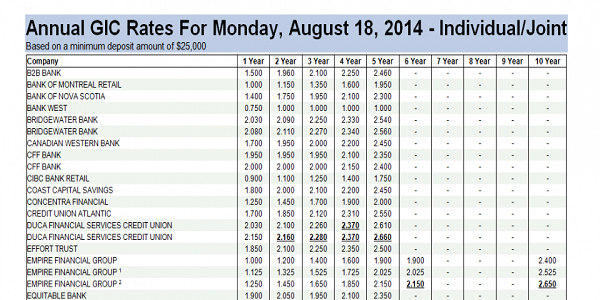 Annual GIC Rates For Monday, August 18, 2014 - Individual/Joint
Based on a minimum deposit amount of $25,000
Company 1 Year 2 Year 3 Year 4 Year 5 Year 6 Year 7 Year 8 Year 9 Year 10 Year
B2B BANK 1.500 1.960 2.100 2.250 2.460 - - - - -
BANK OF MONTREAL RETAIL 1.000 1.150 1.350 1.600 1.950 - - - - -
BANK OF NOVA SCOTIA 1.400 1.750 1.950 2.100 2.300 - - - - -
BANK WEST 0.750 1.000 1.000 1.000 1.000 - - - - -
BRIDGEWATER BANK 2.030 2.090 2.250 2.330 2.540 - - - - -
BRIDGEWATER BANK 2.080 2.110 2.270 2.340 2.560 - - - - -
CANADIAN WESTERN BANK 1.700 1.950 2.000 2.200 2.450 - - - - -
CFF BANK 1.950 1.950 1.950 2.100 2.350 - - - - -
CFF BANK 2.000 2.000 2.000 2.150 2.400 - - - - -
CIBC BANK RETAIL 0.900 1.100 1.250 1.400 1.750 - - - - -
COAST CAPITAL SAVINGS 1.800 2.000 2.100 2.200 2.450 - - - - -
CONCENTRA FINANCIAL 1.250 1.450 1.700 1.900 2.000 - - - - -
CREDIT UNION ATLANTIC 1.700 1.850 2.120 2.310 2.550 - - - - -
DUCA FINANCIAL SERVICES CREDIT UNION 2.030 2.100 2.260 2.370 2.610 - - - - -
DUCA FINANCIAL SERVICES CREDIT UNION 2.150 2.160 2.280 2.370 2.660 - - - - -
EFFORT TRUST 1.850 2.100 2.250 2.350 2.500 - - - - -
EMPIRE FINANCIAL GROUP 1.000 1.200 1.400 1.600 1.900 1.900 - - - 2.400
EMPIRE FINANCIAL GROUP ¹ 1.125 1.325 1.525 1.725 2.025 2.025 - - - 2.525
EMPIRE FINANCIAL GROUP ² 1.250 1.450 1.650 1.850 2.150 2.150 - - - 2.650
EQUITABLE BANK 1.900 2.050 1.950 2.100 2.350 - - - - -